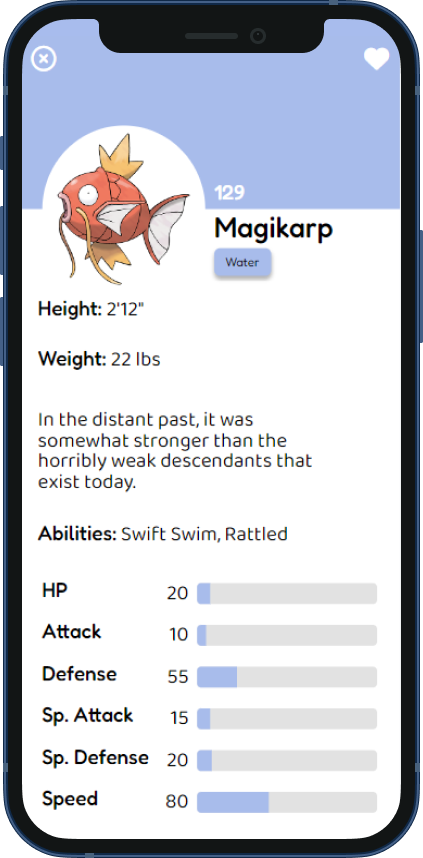 129
Magikarp
Water
Height: 2'12"
Weight: 22 lbs
In the distant past, it was
somewhat stronger than the
horribly weak descendants that
exist today.
Abilities: Swift Swim, Rattled
HP 20
Attack 10
Defense 55
Sp. Attack 15
Sp. Defense 20
Speed 80